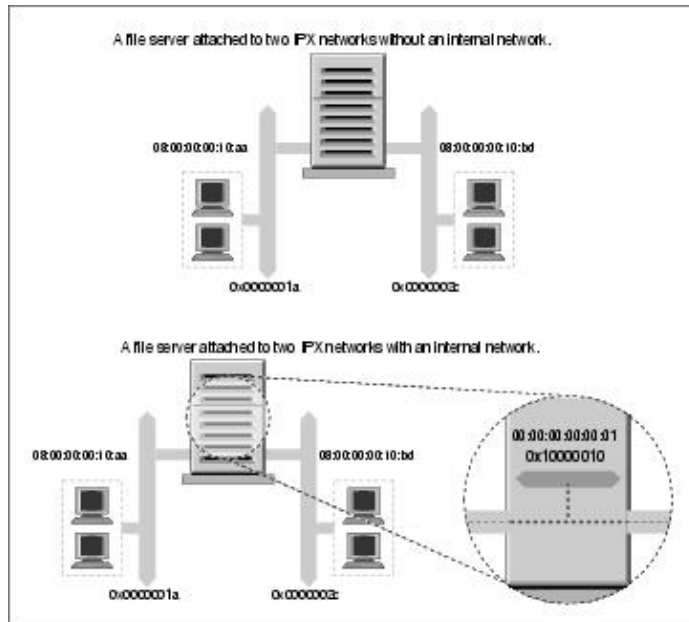 A file server attached to two IPX networks without an internal network.
08:00:00:00:10:aa
08:00:00:00:10:bd
0x0000001a
0x0000002c
A file server attached to two IPX networks with an internal network.
08:00:00:00:10:aa
08:00:00:00:10:bd
00:00:00:00:00:01
0x10000010
0x0000001a
0x0000002c